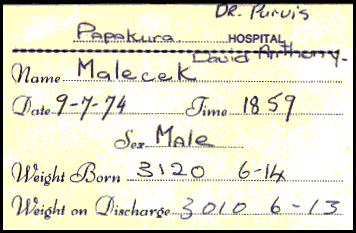 DR. Purvis
Papakura HOSPITAL
David Anthony.
Name Malecek
Date 9-7-74 Time 1859
Sex Male
Weight Born 3120 6-14
Weight on Discharge 3010 6-13